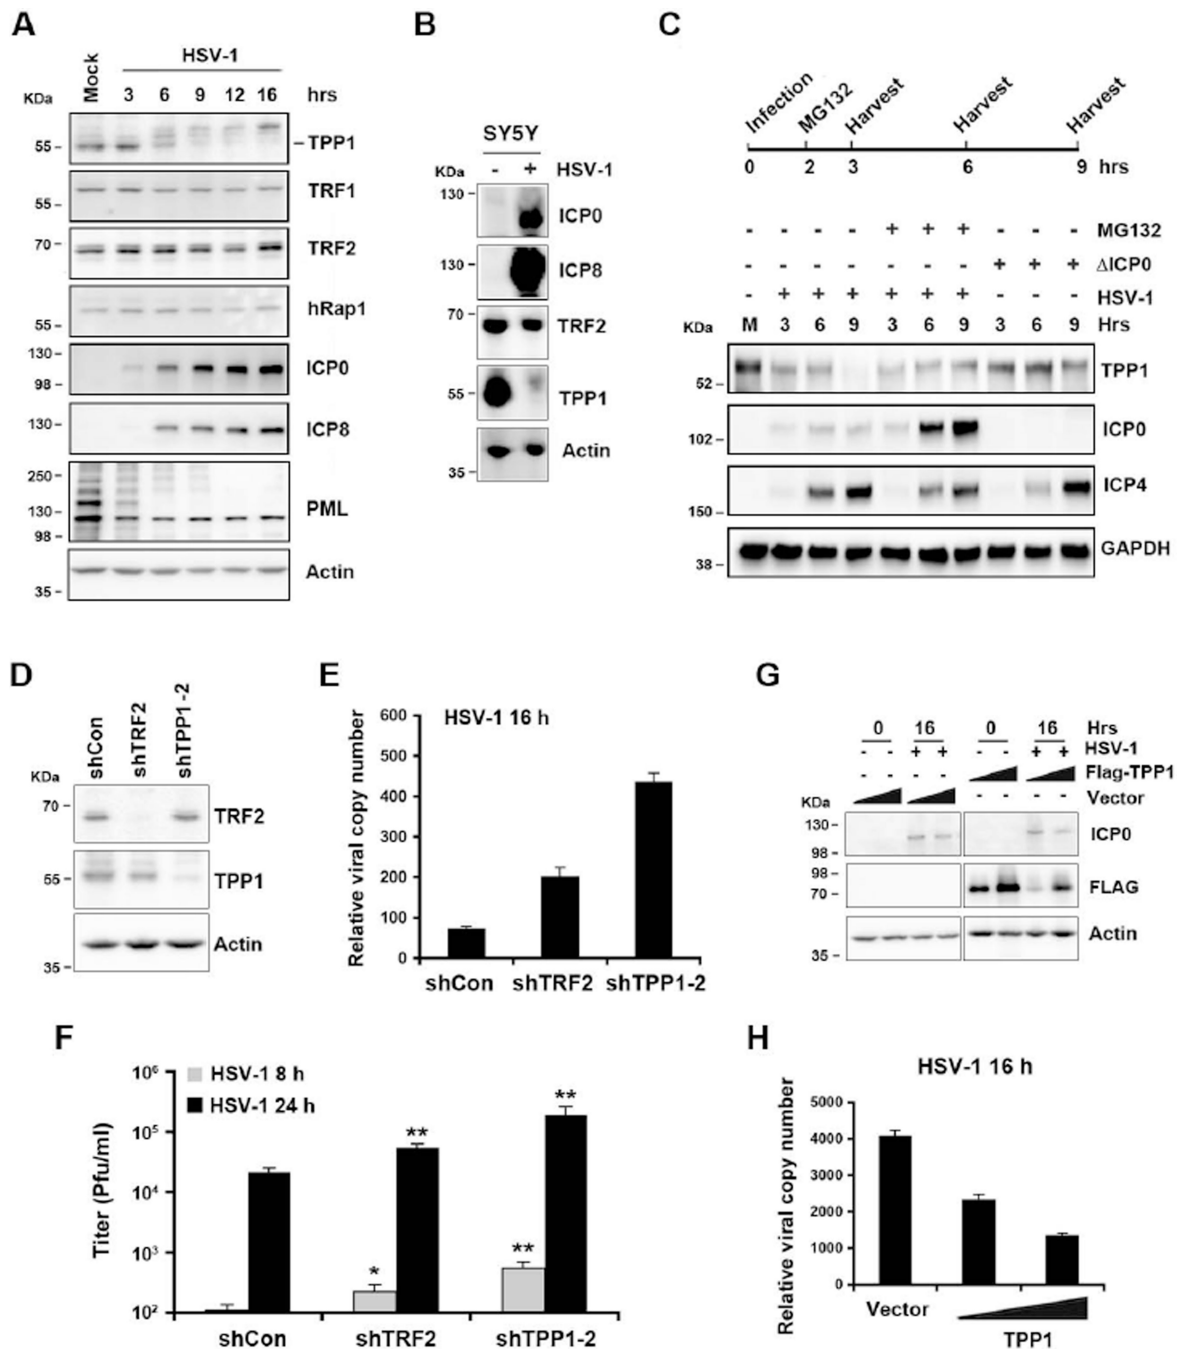 A
HSV-1
Mock 3 6 9 12 16 hrs
KDa
55 – – TPP1
TRF1
55 –
70 – TRF2
hRap1
55 –
130 – ICP0
98 –
130 – ICP8
250 –
130 – PML
98 –
Actin
35 –
B
SY5Y
KDa - + HSV-1
130 – ICP0
130 – ICP8
70 – TRF2
55 – TPP1
Actin
35 –
C
Infection MG132 Harvest Harvest Harvest
0 2 3 6 9 hrs
- - - - + + + - - - MG132
- - - - - - - + + + ΔICP0
- + + + + + + - - - HSV-1
KDa M 3 6 9 3 6 9 3 6 9 Hrs
TPP1
52 –
ICP0
102 –
ICP4
150 –
GAPDH
38 –
D
shCon shTRF2 shTPP1-2
KDa
70 – TRF2
55 – TPP1
Actin
35 –
E
HSV-1 16 h
Relative viral copy number
600
500
400
300
200
100
0
shCon shTRF2 shTPP1-2
G
0 16 0 16 Hrs
- - + + - - + + HSV-1
- - - - Flag-TPP1
- - - - Vector
KDa
130 – ICP0
98 –
98 – FLAG
70 –
Actin
35 –
F
HSV-1 8 h
HSV-1 24 h
Titer (Pfu/ml)
10⁶
10⁵
10⁴
10³
10²
* ** ** **
shCon shTRF2 shTPP1-2
H
HSV-1 16 h
Relative viral copy number
5000
4000
3000
2000
1000
0
Vector TPP1